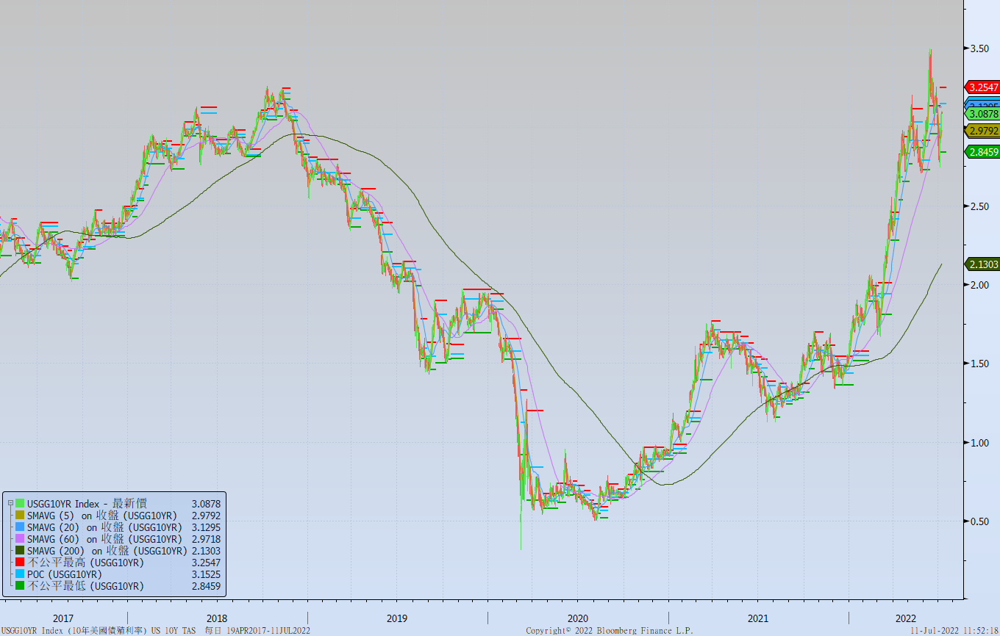 3.50
3.2547
3.1295
3.0878
2.9792
2.8459
2.50
2.1303
2.00
1.50
1.00
0.50
USGG10YR Index - 最新價 3.0878
SMAVG (5) on 收盤 (USGG10YR) 2.9792
SMAVG (20) on 收盤 (USGG10YR) 3.1295
SMAVG (60) on 收盤 (USGG10YR) 2.9718
SMAVG (200) on 收盤 (USGG10YR) 2.1303
不公平最高 (USGG10YR) 3.2547
POC (USGG10YR) 3.1525
不公平最低 (USGG10YR) 2.8459
2017 2018 2019 2020 2021 2022
USGG10YR Index (10年美國債殖利率) US 10Y TAS 每日 19APR2017-11JUL2022 Copyright© 2022 Bloomberg Finance L.P. 11-Jul-2022 11:52:18